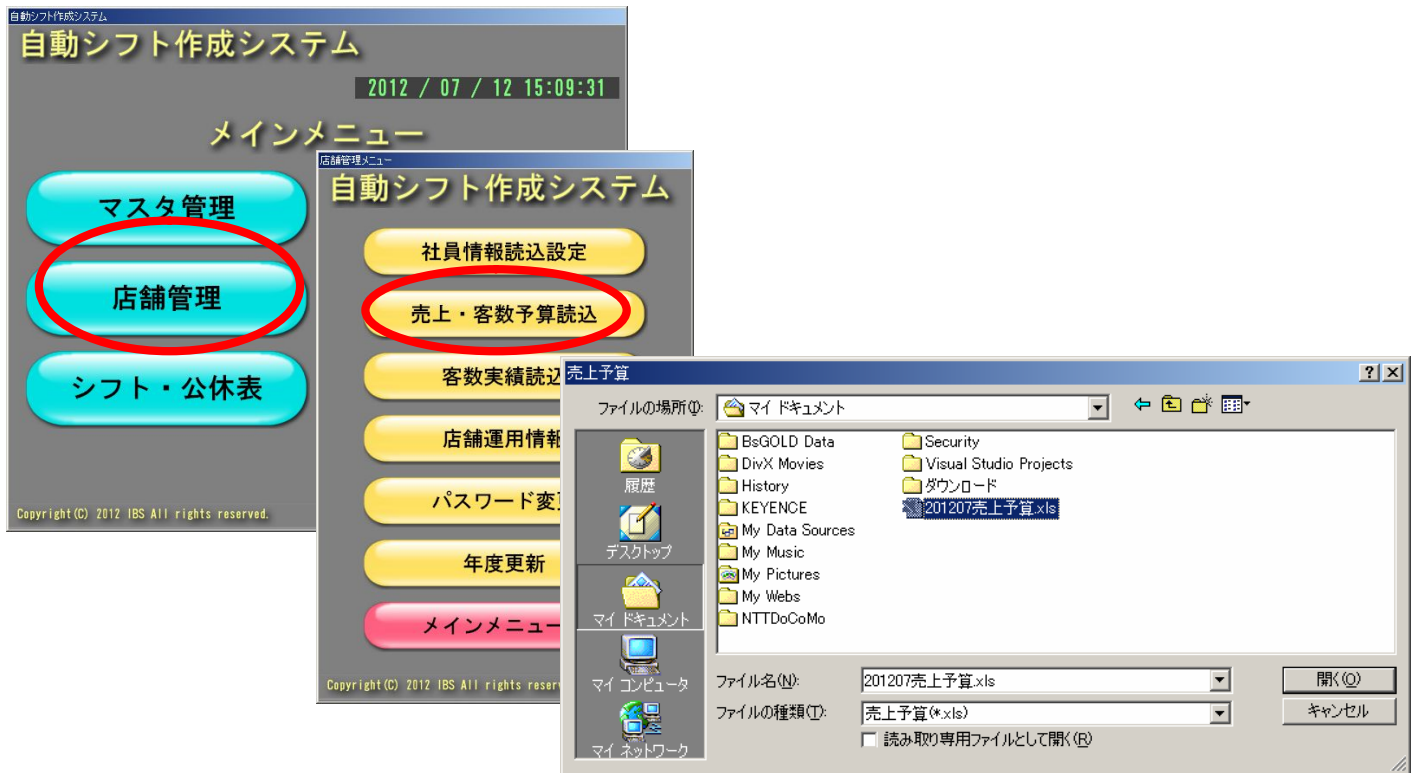 自動シフト作成システム
自動シフト作成システム
2012 / 07 / 12 15:09:31
メインメニュー
マスタ管理
店舗管理
シフト・公休表
Copyright(C) 2012 IBS All rights reserved.
店舗管理メニュー
自動シフト作成システム
社員情報読込設定
売上・客数予算読込
客数実績読込
店舗運用情報
パスワード変
年度更新
メインメニュー
Copyright(C) 2012 IBS All rights reser
売上予算
ファイルの場所(I):
マイ ドキュメント
履歴
デスクトップ
マイ ドキュメント
マイ コンピュータ
マイ ネットワーク
BsGOLD Data
DivX Movies
History
KEYENCE
My Data Sources
My Music
My Pictures
My Webs
NTTDoCoMo
Security
Visual Studio Projects
ダウンロード
201207売上予算.xls
ファイル名(N):
201207売上予算.xls
開く(O)
ファイルの種類(T):
売上予算(*.xls)
キャンセル
読み取り専用ファイルとして開く(R)